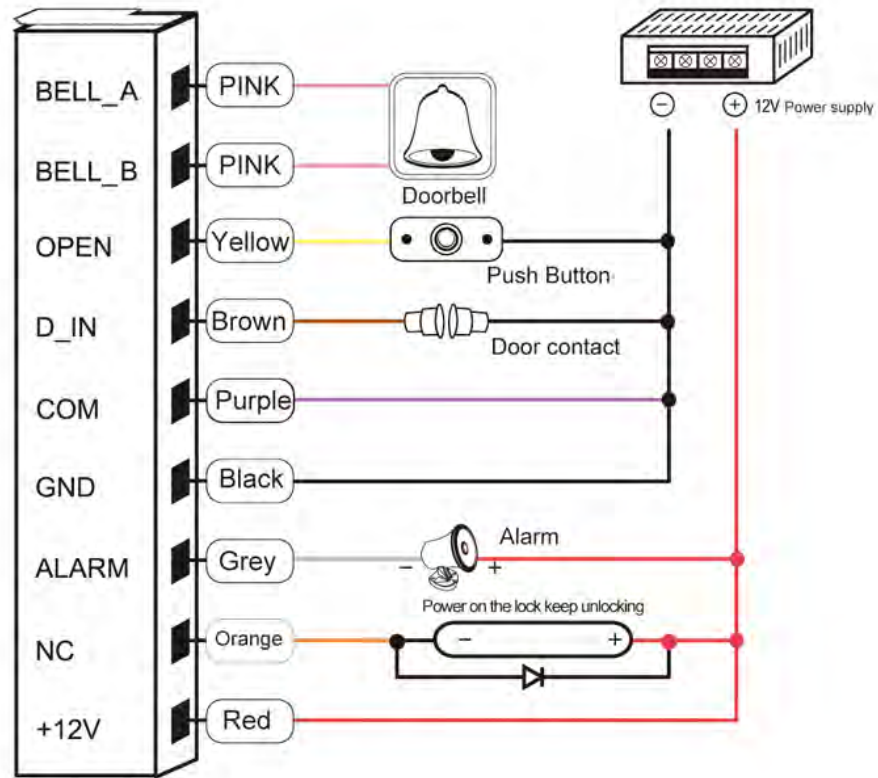 BELL_A PINK
− + 12V Power supply
BELL_B PINK
Doorbell
OPEN Yellow
Push Button
D_IN Brown
Door contact
COM Purple
GND Black
Alarm
ALARM Grey − +
Power on the lock keep unlocking
NC Orange − +
+12V Red